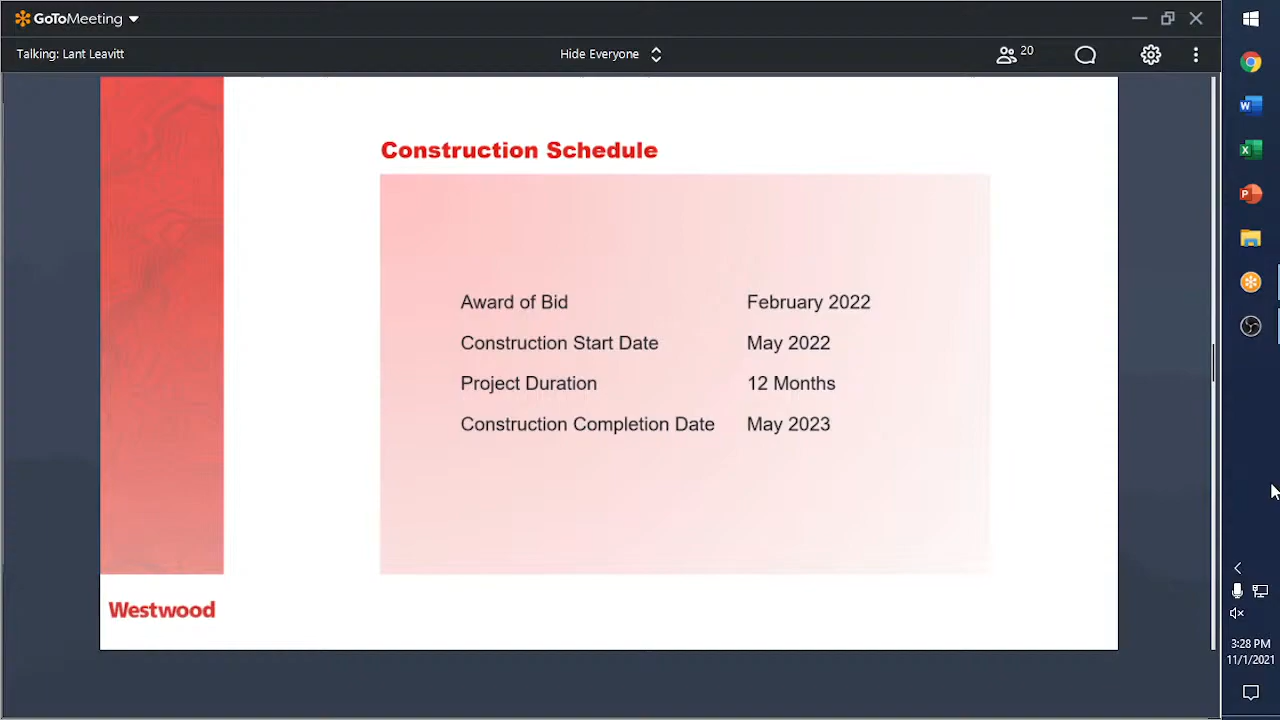 GoToMeeting
Talking: Lant Leavitt
Hide Everyone
20
Construction Schedule
Award of Bid February 2022
Construction Start Date May 2022
Project Duration 12 Months
Construction Completion Date May 2023
Westwood
3:28 PM
11/1/2021